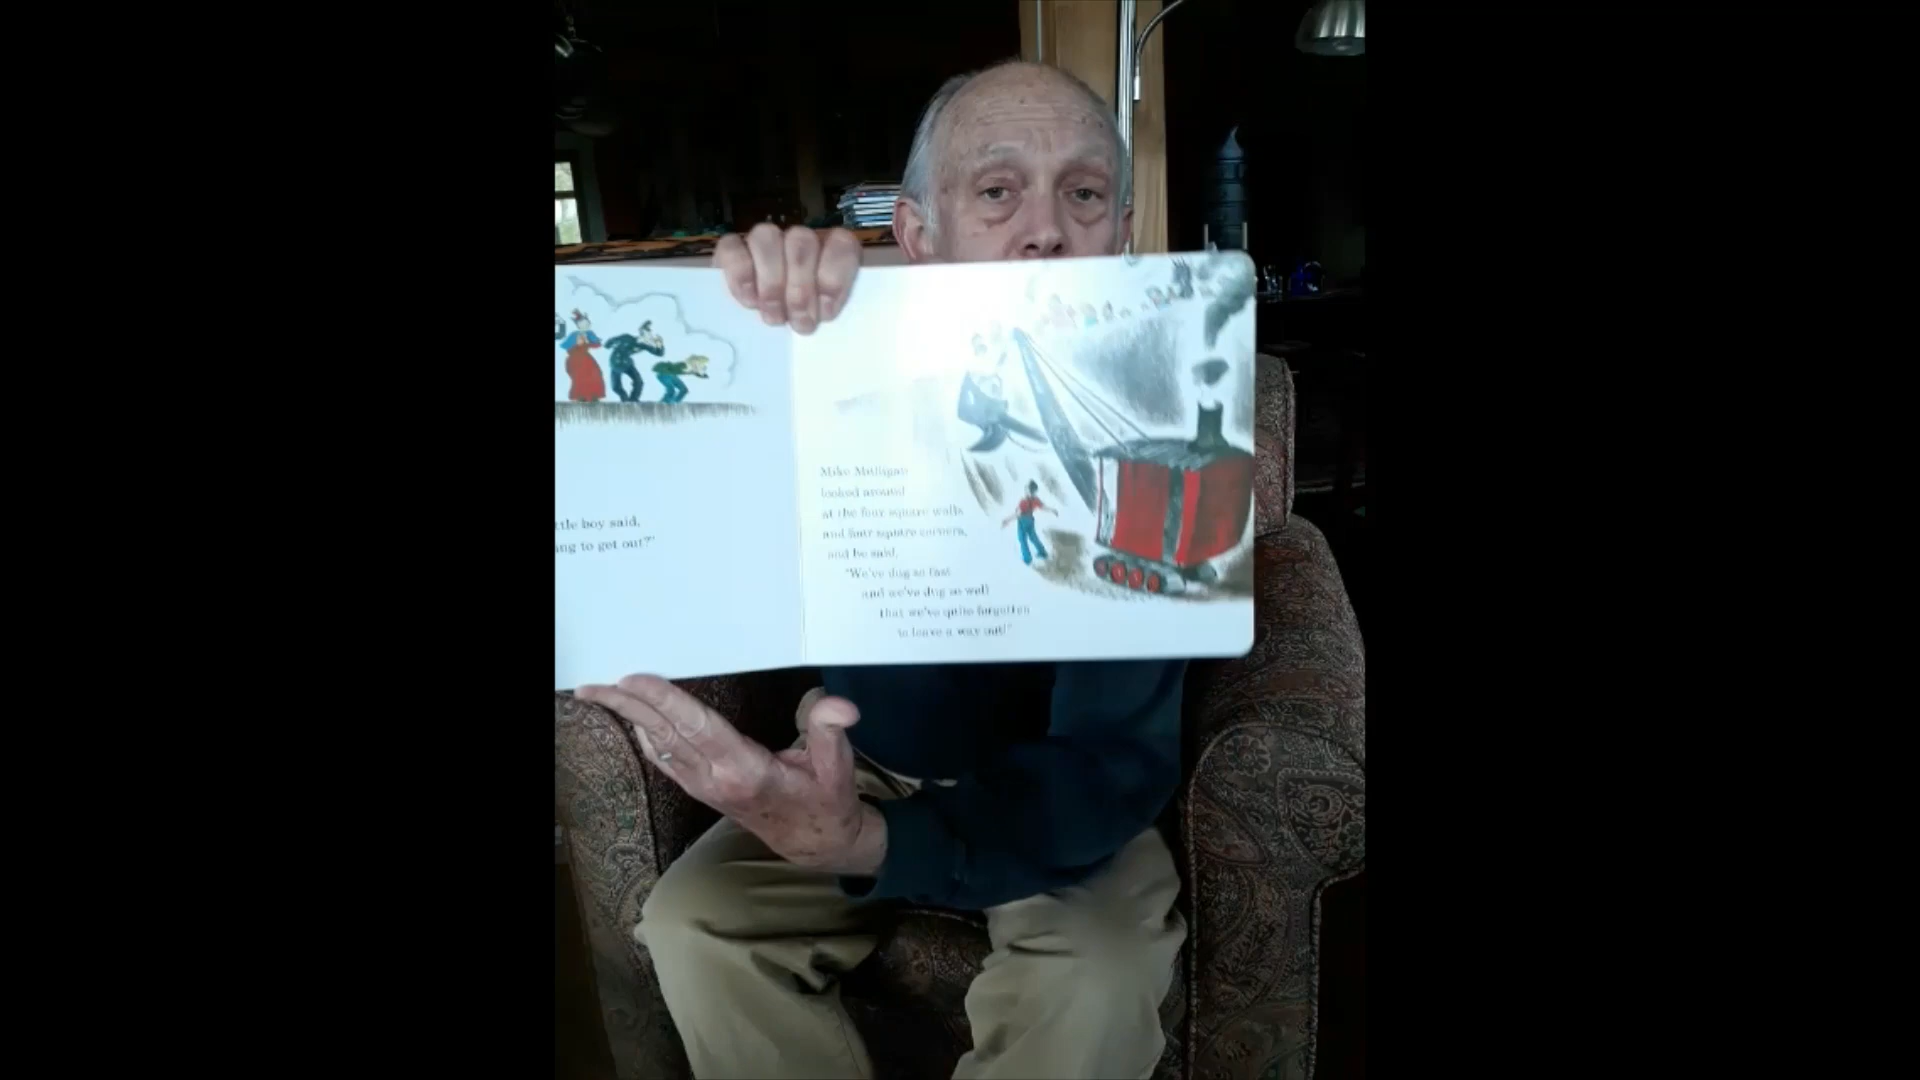 ttle boy said,
ing to get out?"
Mike Mulligan
looked around
at the four square walls
and four square corners,
and he said,
"We've dug so fast
and we've dug so well
that we've quite forgotten
to leave a way out!"